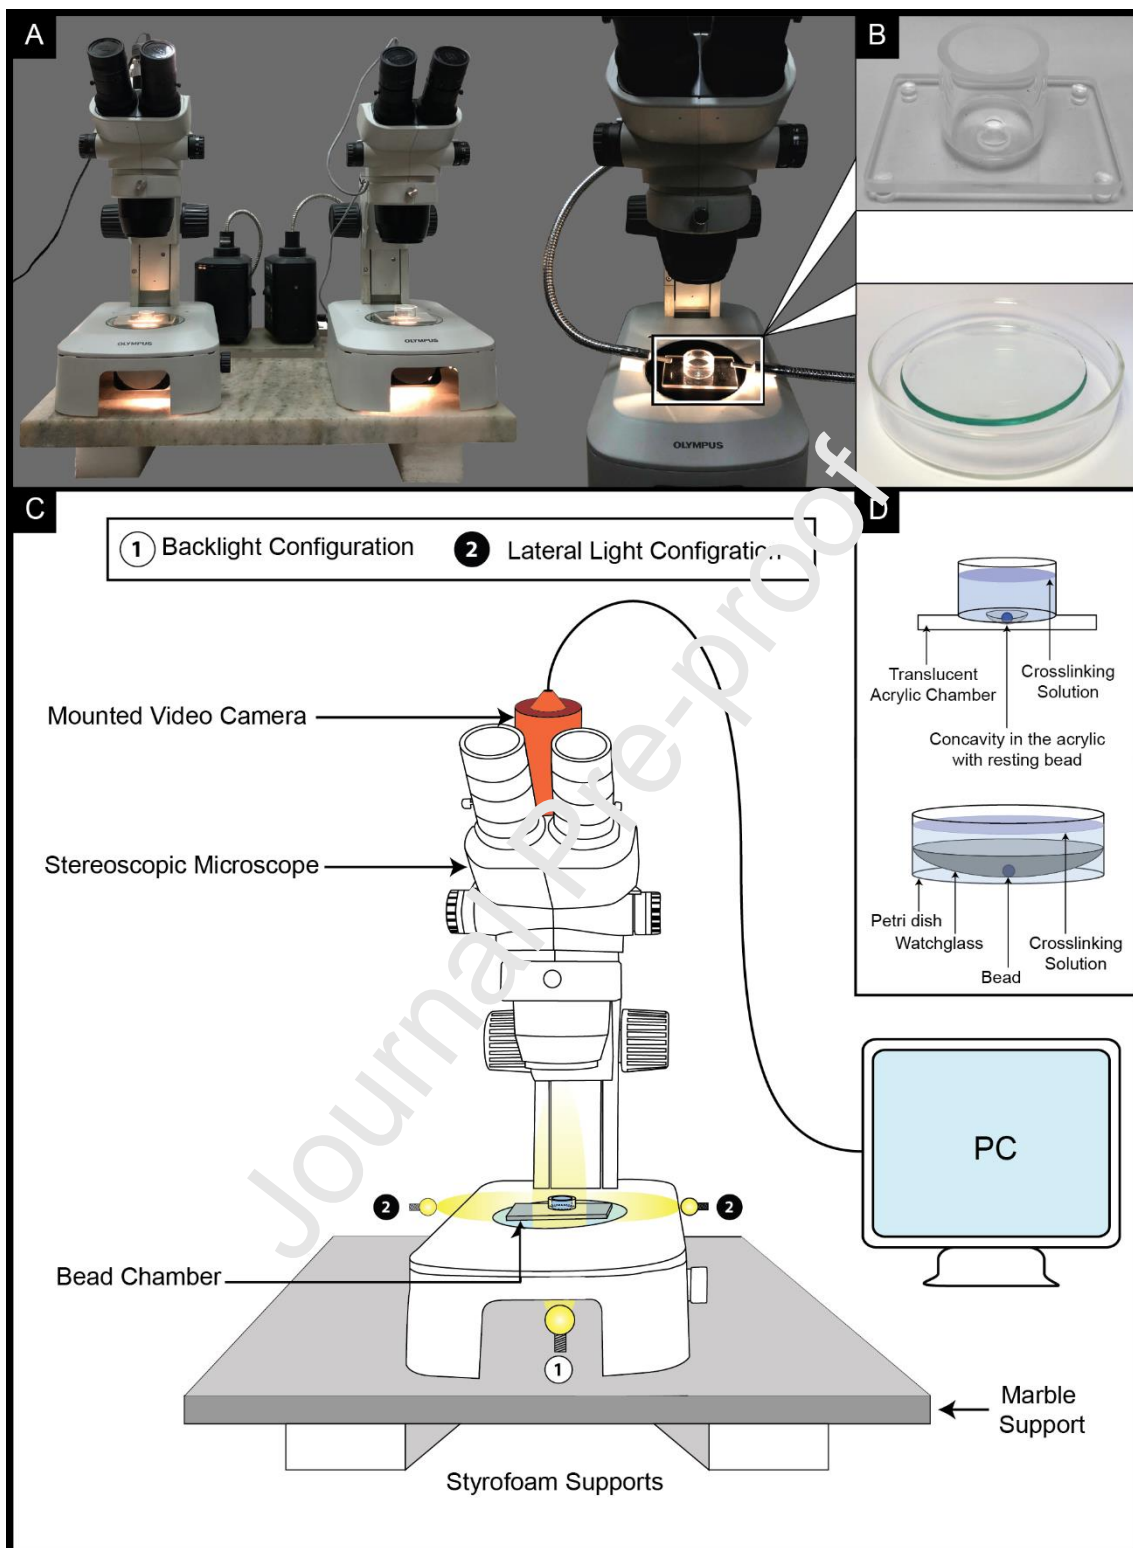 A
B
OLYMPUS
OLYMPUS
OLYMPUS
C
D
1 Backlight Configuration
2 Lateral Light Configration
Mounted Video Camera
Stereoscopic Microscope
Bead Chamber
2
2
1
PC
Marble
Support
Styrofoam Supports
Translucent
Acrylic Chamber
Crosslinking
Solution
Concavity in the acrylic
with resting bead
Petri dish
Watchglass
Crosslinking
Solution
Bead
Journal Pre-proof